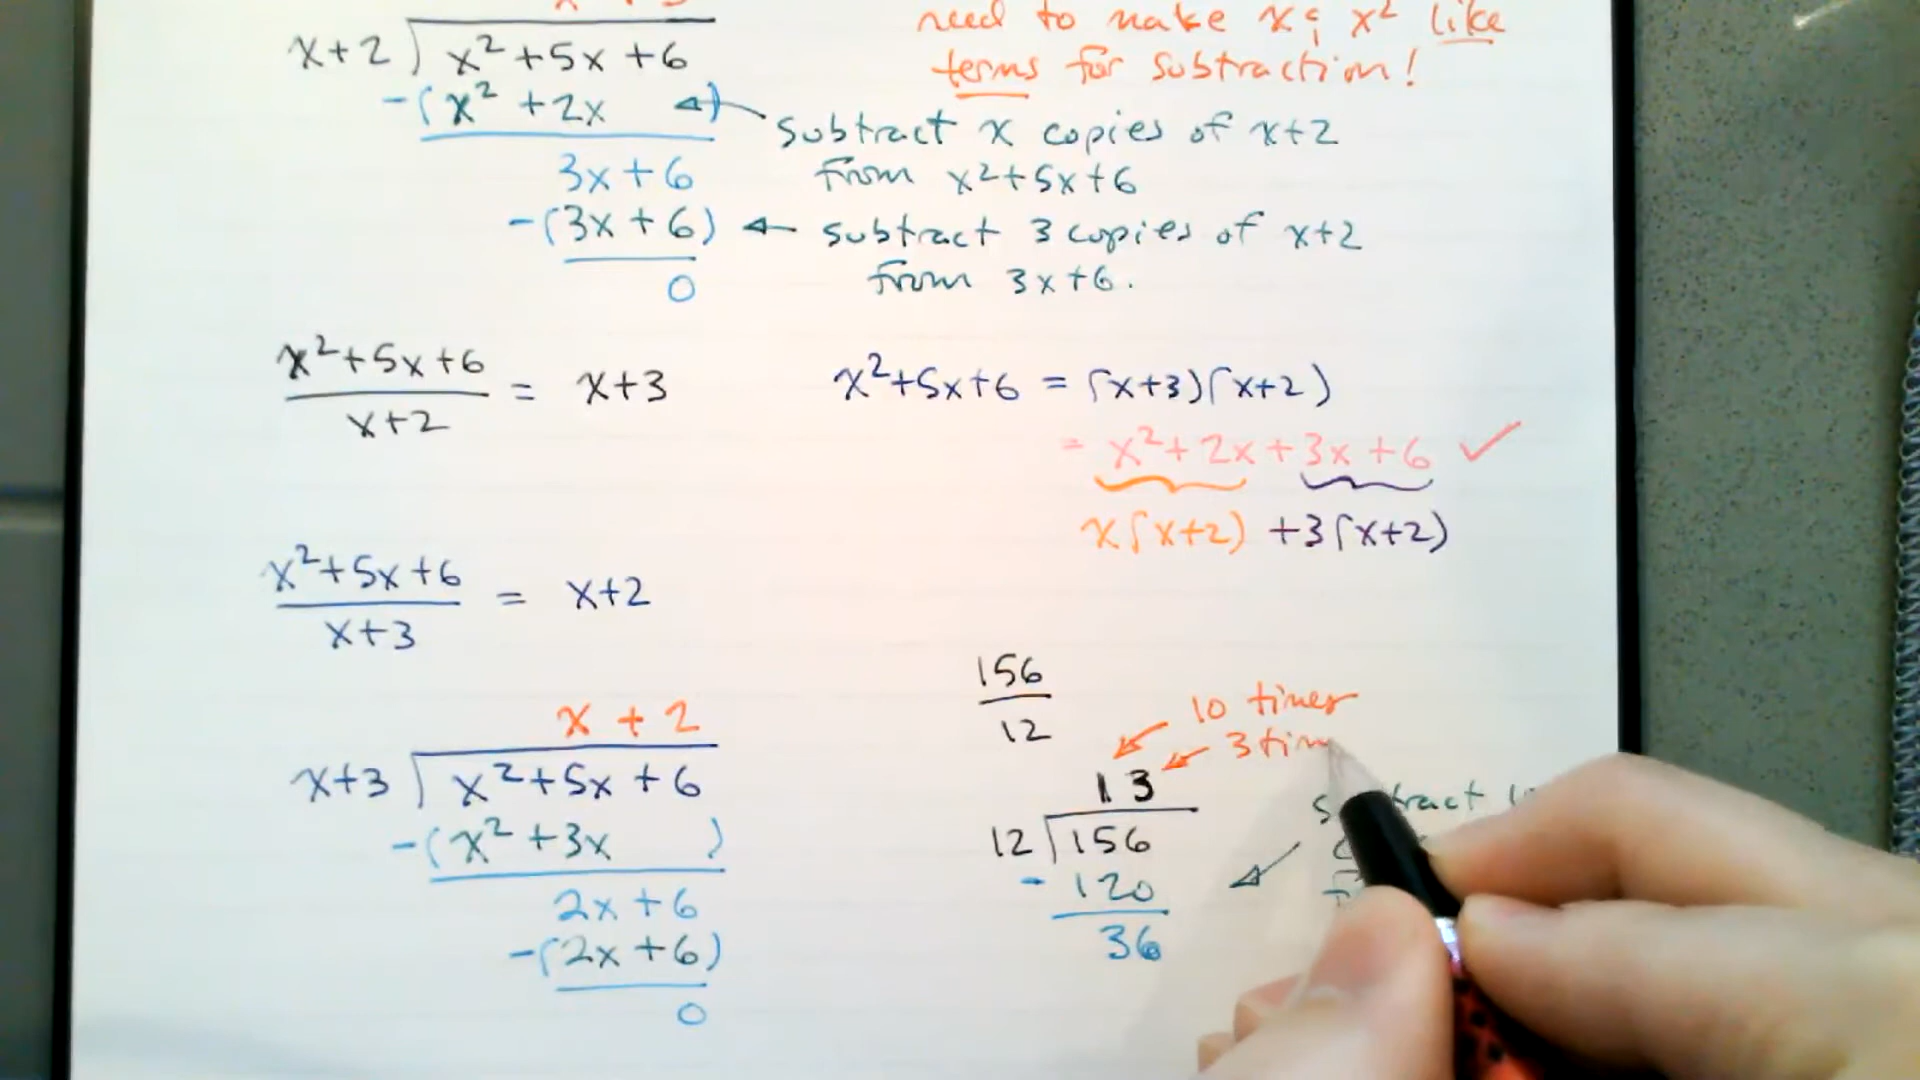 need to make x & x² like
terms for subtraction!
x+2 x²+5x+6
-(x² +2x )
subtract x copies of x+2
from x²+5x+6
3x+6
-(3x+6)
subtract 3 copies of x+2
from 3x+6.
0
x²+5x+6
x+2
= x+3
x²+5x+6 = (x+3)(x+2)
= x²+2x+3x+6 ✓
x(x+2) +3(x+2)
x²+5x+6
x+3
= x+2
x + 2
x+3 x²+5x+6
-(x²+3x )
2x+6
-(2x+6)
0
156
12
10 times
3 tim
13
12 156
- 120
36